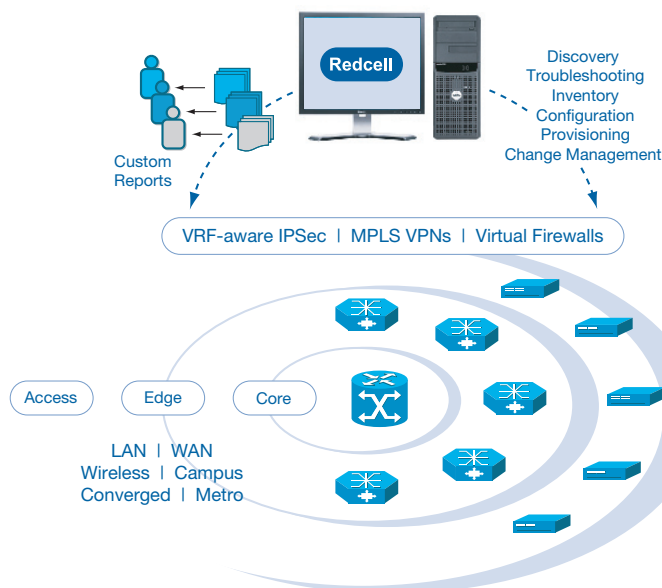 Redcell
Discovery
Troubleshooting
Inventory
Configuration
Provisioning
Change Management
Custom
Reports
VRF-aware IPSec | MPLS VPNs | Virtual Firewalls
Access
Edge
Core
LAN | WAN
Wireless | Campus
Converged | Metro